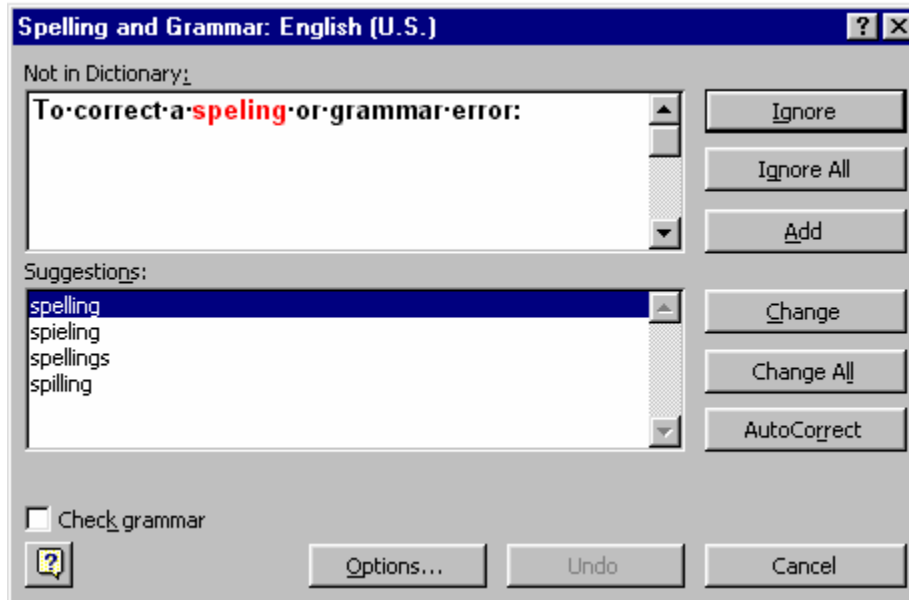 Spelling and Grammar: English (U.S.)
Not in Dictionary:
To·correct·a·speling·or·grammar·error:
Ignore
Ignore All
Add
Suggestions:
spelling
spieling
spellings
spilling
Change
Change All
AutoCorrect
Check grammar
Options...
Undo
Cancel